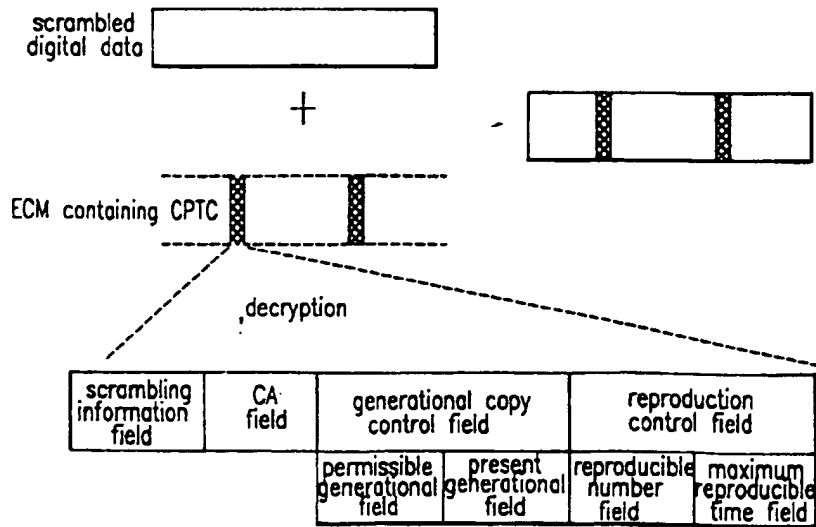 scrambled
digital data
+
ECM containing CPTC
decryption
scrambling
information
field
CA
field
generational copy
control field
reproduction
control field
permissible
generational field
present
generational field
reproducible
number
field
maximum
reproducible
time field